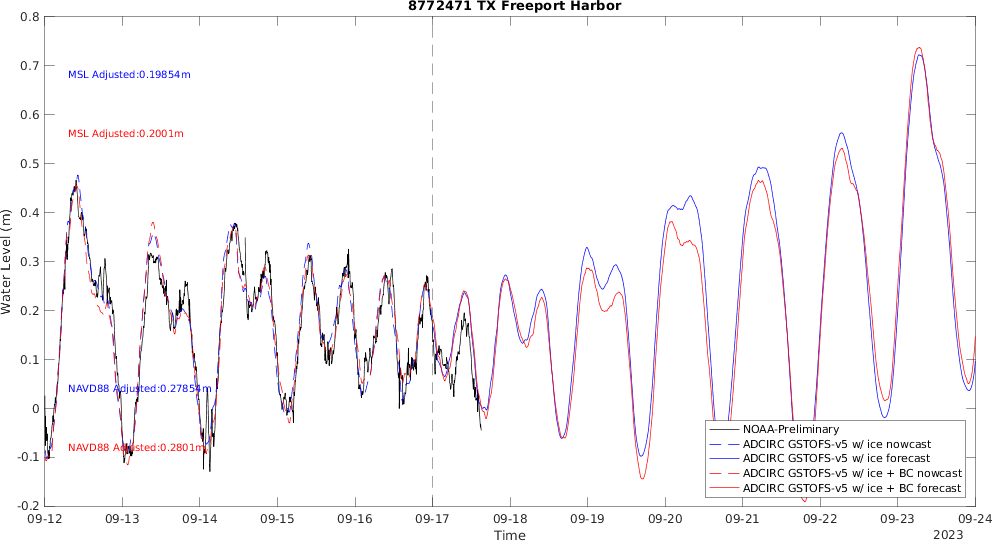 8772471 TX Freeport Harbor
0.8
0.7
0.6
0.5
0.4
0.3
0.2
0.1
0
-0.1
-0.2
Water Level (m)
MSL Adjusted:0.19854m
MSL Adjusted:0.2001m
NAVD88 Adjusted:0.27854m
NAVD88 Adjusted:0.2801m
NOAA-Preliminary
ADCIRC GSTOFS-v5 w/ ice nowcast
ADCIRC GSTOFS-v5 w/ ice forecast
ADCIRC GSTOFS-v5 w/ ice + BC nowcast
ADCIRC GSTOFS-v5 w/ ice + BC forecast
09-12 09-13 09-14 09-15 09-16 09-17 09-18 09-19 09-20 09-21 09-22 09-23 09-24
Time
2023